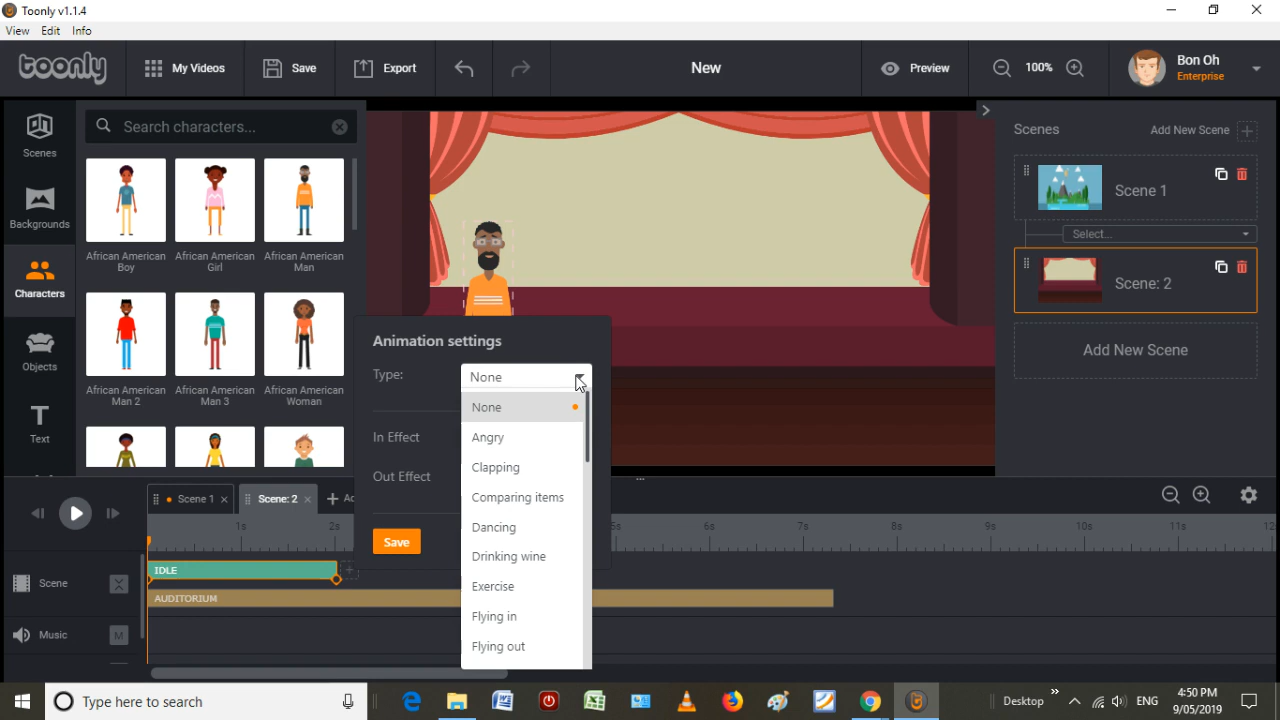 Toonly v1.1.4
View Edit Info
toonly My Videos Save Export New Preview 100% Bon Oh
Enterprise
Scenes
Backgrounds
Characters
Objects
Text
Search characters...
African American Boy
African American Girl
African American Man
African American Man 2
African American Man 3
African American Woman
Scenes Add New Scene
Scene 1
Select...
Scene: 2
Add New Scene
Animation settings
Type: None
None
Angry
Clapping
Comparing items
Dancing
Drinking wine
Exercise
Flying in
Flying out
In Effect
Out Effect
Save
Scene 1 Scene: 2
1s 2s 6s 7s 8s 9s 10s 11s
Scene IDLE
AUDITORIUM
Music M
Type here to search Desktop ENG 4:50 PM
9/05/2019